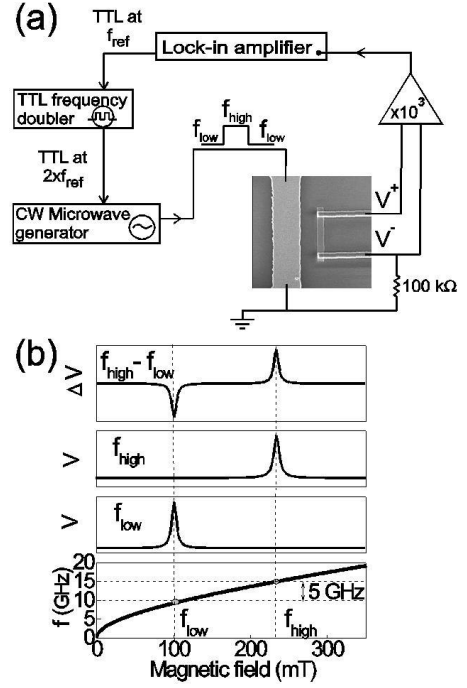 (a)
TTL at
f_ref
Lock-in amplifier
TTL frequency
doubler
f_high
f_low
f_low
x10³
TTL at
2xf_ref
CW Microwave
generator
V⁺
V⁻
100 kΩ
(b)
f_high - f_low
ΔV
f_high
V
f_low
V
20
15
10
5
0
f (GHz)
5 GHz
f_low
f_high
0
100
200
300
Magnetic field (mT)